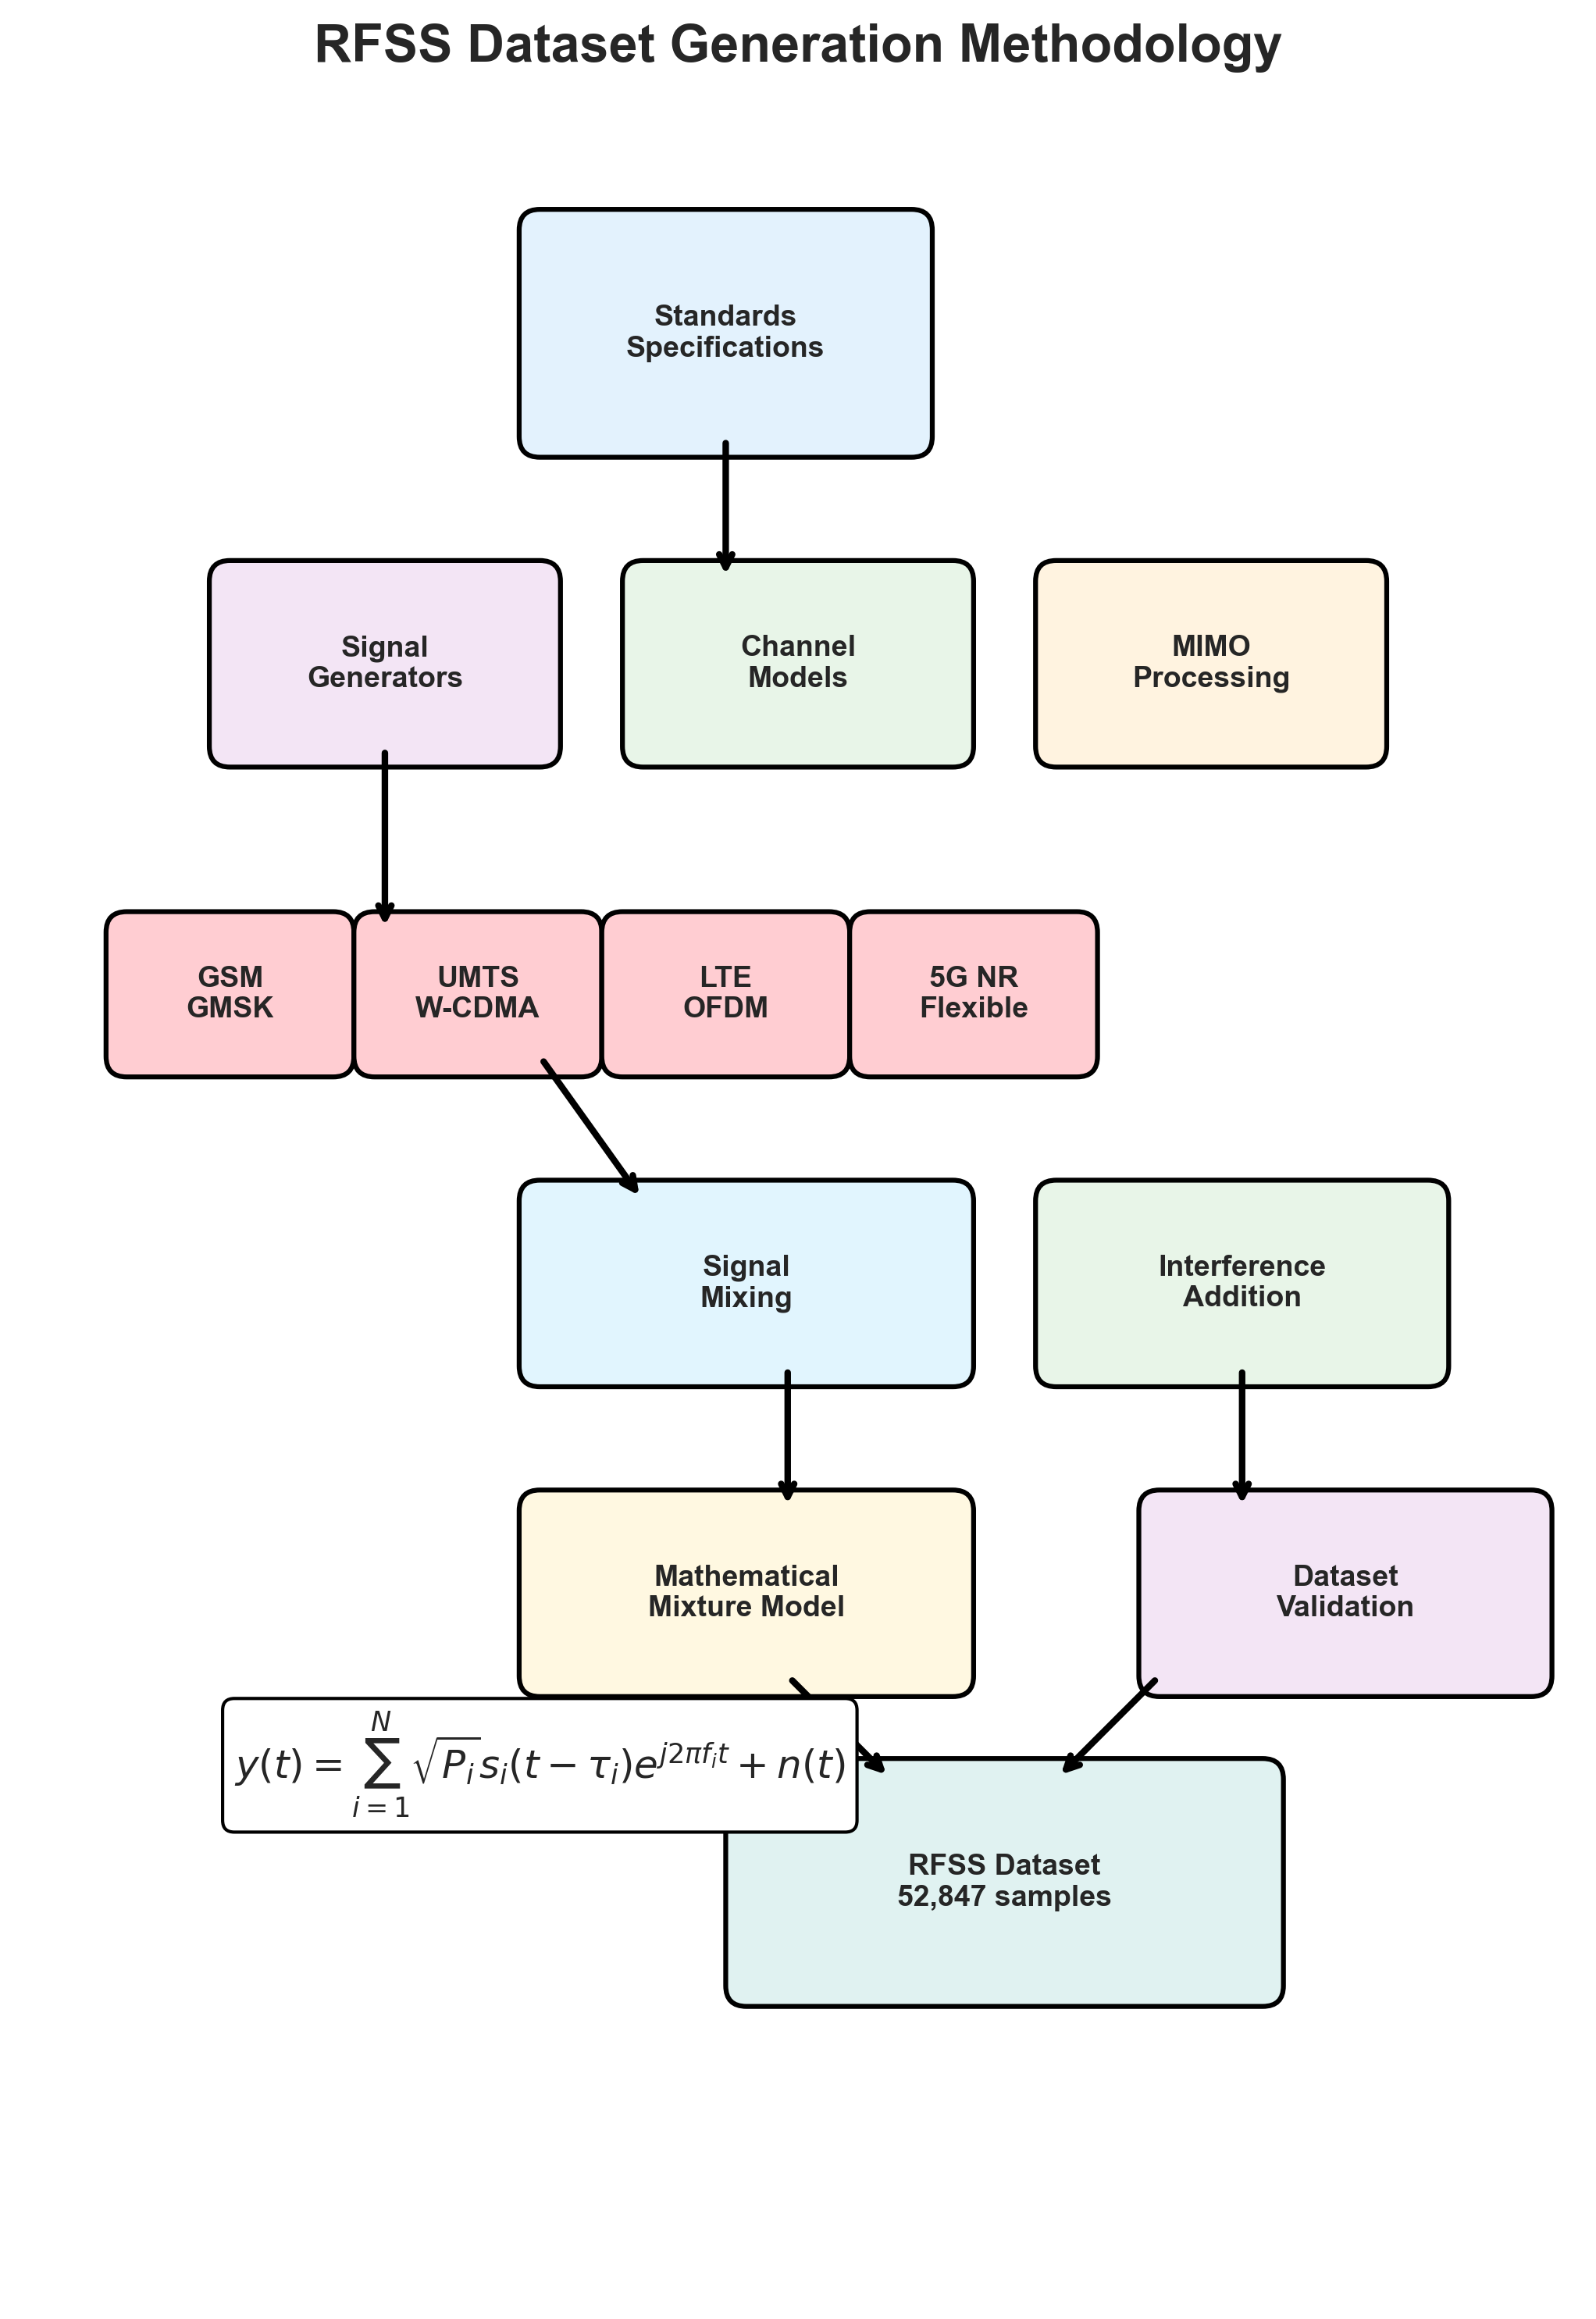 RFSS Dataset Generation Methodology
Standards
Specifications
Signal
Generators
Channel
Models
MIMO
Processing
GSM
GMSK
UMTS
W-CDMA
LTE
OFDM
5G NR
Flexible
Signal
Mixing
Interference
Addition
Mathematical
Mixture Model
Dataset
Validation
$y(t) = \sum_{i=1}^{N} \sqrt{P_i} s_i(t - \tau_i) e^{j2\pi f_i t} + n(t)$
RFSS Dataset
52,847 samples